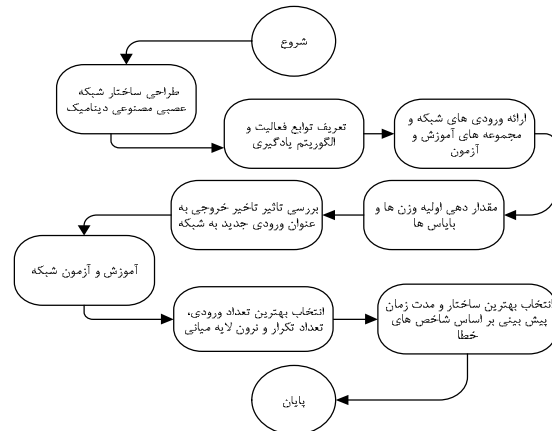 شروع
طراحی ساختار شبکه
عصبی مصنوعی دینامیک
تعریف توابع فعالیت و
الگوریتم یادگیری
ارائه ورودی های شبکه و
مجموعه های آموزش و
آزمون
مقدار دهی اولیه وزن ها و
بایاس ها
بررسی تاثیر تاخیر خروجی به
عنوان ورودی جدید به شبکه
آموزش و آزمون شبکه
انتخاب بهترین تعداد ورودی،
تعداد تکرار و نرون لایه میانی
انتخاب بهترین ساختار و مدت زمان
پیش بینی بر اساس شاخص های
خطا
پایان